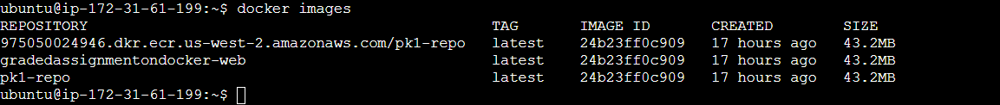 ubuntu@ip-172-31-61-199:~$ docker images
REPOSITORY TAG IMAGE ID CREATED SIZE
975050024946.dkr.ecr.us-west-2.amazonaws.com/pk1-repo latest 24b23ff0c909 17 hours ago 43.2MB
gradedassignmentondocker-web latest 24b23ff0c909 17 hours ago 43.2MB
pk1-repo latest 24b23ff0c909 17 hours ago 43.2MB
ubuntu@ip-172-31-61-199:~$